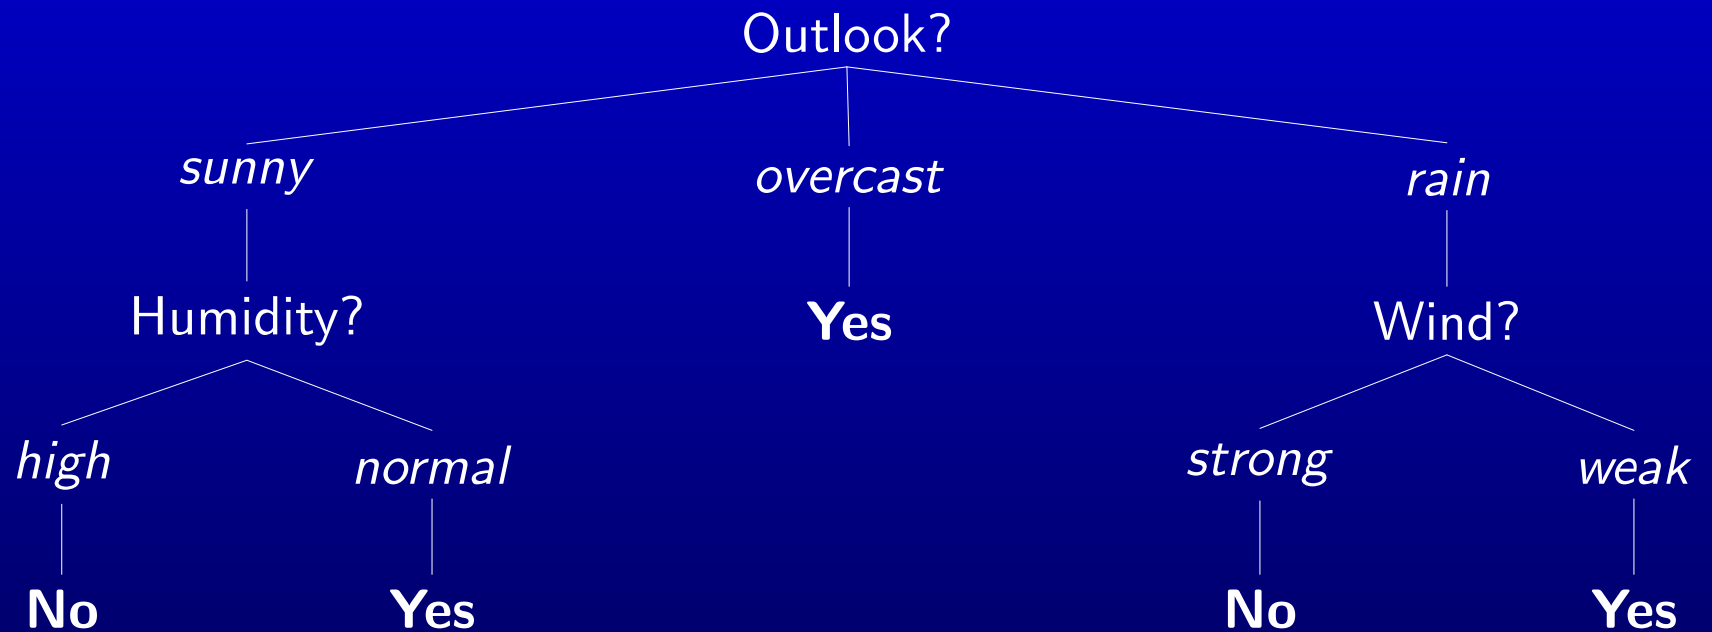 Outlook?
sunny overcast rain
Humidity? Yes Wind?
high normal strong weak
No Yes No Yes